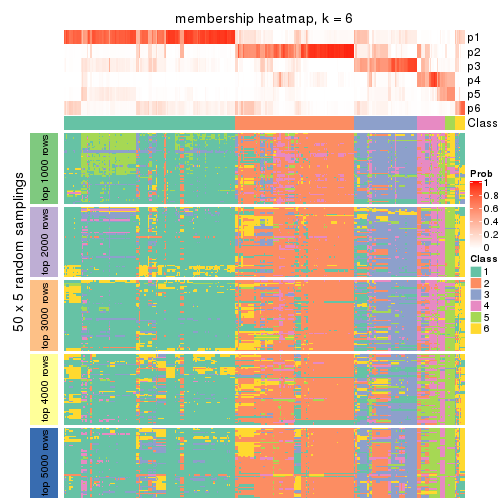 membership heatmap, k = 6
p1
p2
p3
p4
p5
p6
Class
50 x 5 random samplings
top 1000 rows
top 2000 rows
top 3000 rows
top 4000 rows
top 5000 rows
Prob
1
0.8
0.6
0.4
0.2
0
Class
1
2
3
4
5
6